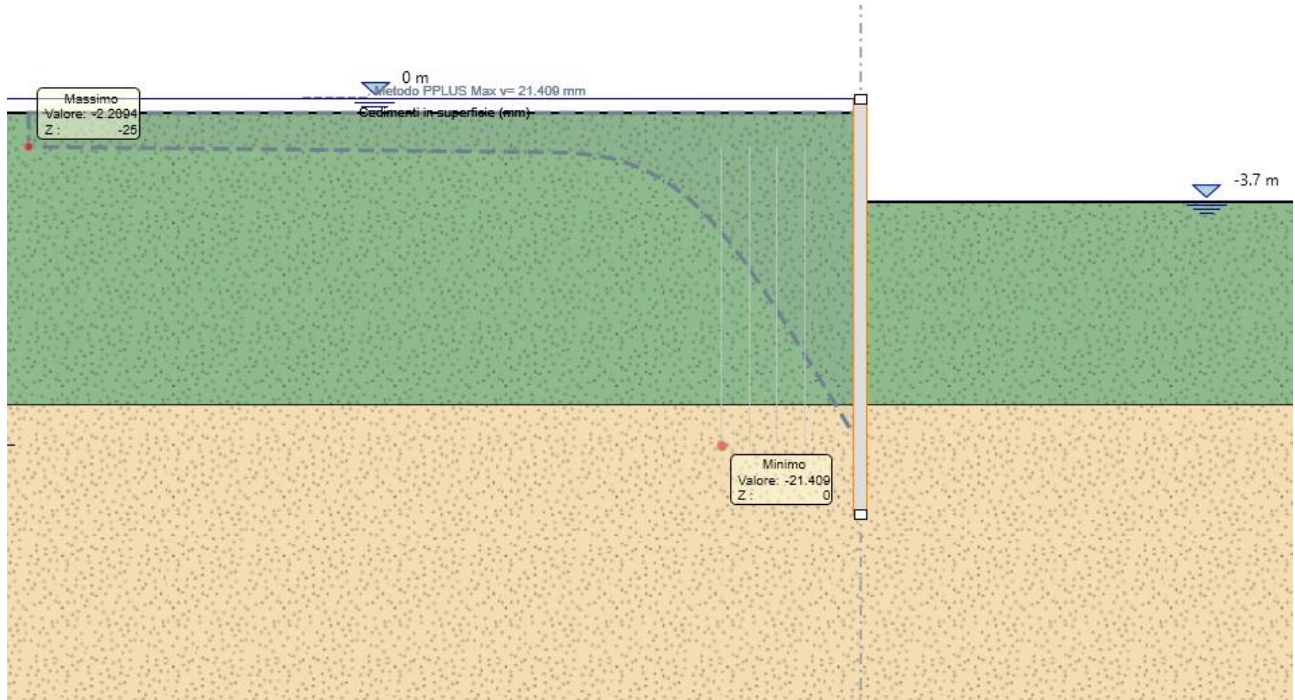 0 m
Metodo PPLUS Max v= 21.409 mm
Massimo
Valore: -2.2094
Z : -25
Cedimenti in superfisie (mm)
-3.7 m
Minimo
Valore: -21.409
Z : 0